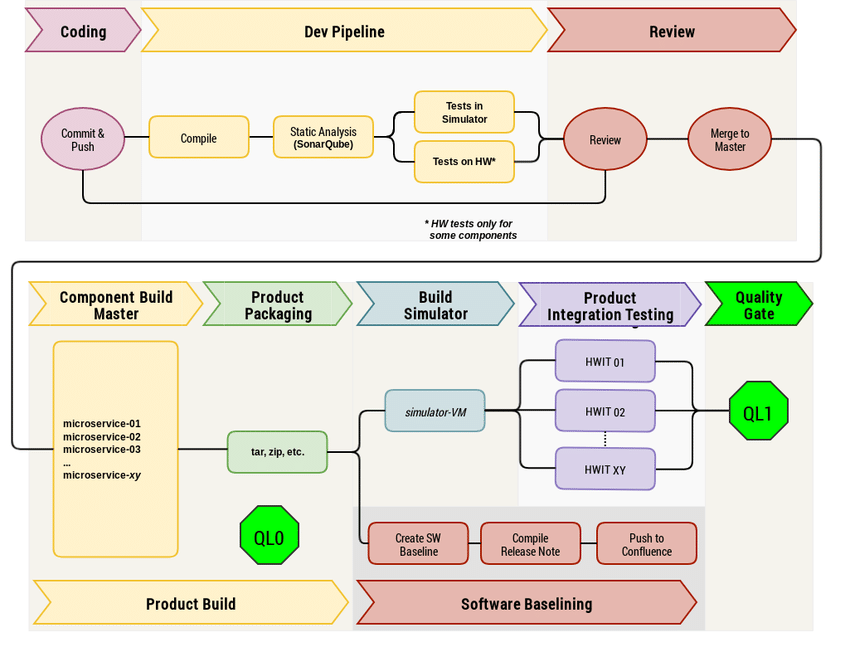 Coding
Dev Pipeline
Review
Commit &
Push
Compile
Static Analysis
(SonarQube)
Tests in
Simulator
Tests on HW*
Review
Merge to
Master
* HW tests only for
some components
Component Build
Master
Product
Packaging
Build
Simulator
Product
Integration Testing
Quality
Gate
microservice-01
microservice-02
microservice-03
...
microservice-xy
tar, zip, etc.
simulator-VM
HWIT 01
HWIT 02
HWIT XY
QL1
QL0
Create SW
Baseline
Compile
Release Note
Push to
Confluence
Product Build
Software Baselining